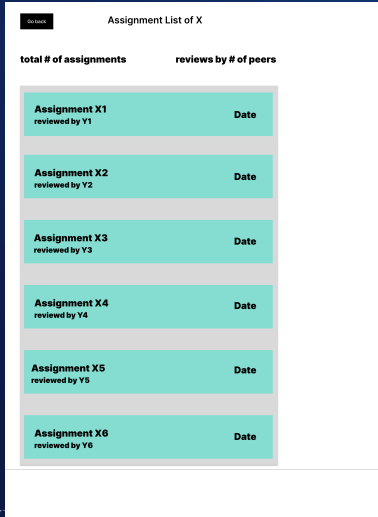 Go back
Assignment List of X
total # of assignments
reviews by # of peers
Assignment X1
reviewed by Y1
Date
Assignment X2
reviewed by Y2
Date
Assignment X3
reviewed by Y3
Date
Assignment X4
reviewd by Y4
Date
Assignment X5
reviewed by Y5
Date
Assignment X6
reviewed by Y6
Date